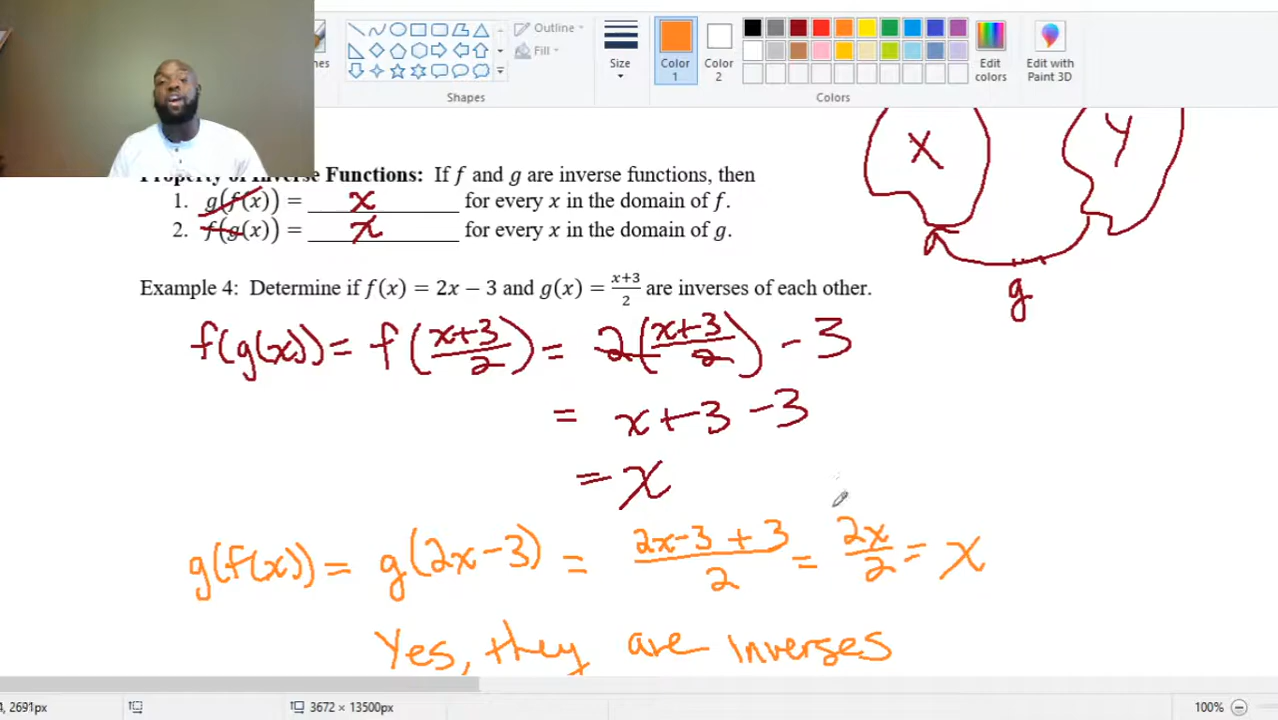 Outline
Fill
Size
Color 1
Color 2
Edit colors
Edit with Paint 3D
Shapes
Colors
X
Y
g
Inverse Functions: If f and g are inverse functions, then
1. g(f(x)) = x for every x in the domain of f.
2. f(g(x)) = x for every x in the domain of g.
Example 4: Determine if f(x) = 2x − 3 and g(x) = x+3/2 are inverses of each other.
f(g(x)) = f(x+3/2) = 2(x+3/2) - 3
= x+3-3
= x
g(f(x)) = g(2x-3) = 2x-3+3/2 = 2x/2 = x
Yes, they are inverses
2691px
3672 × 13500px
100%